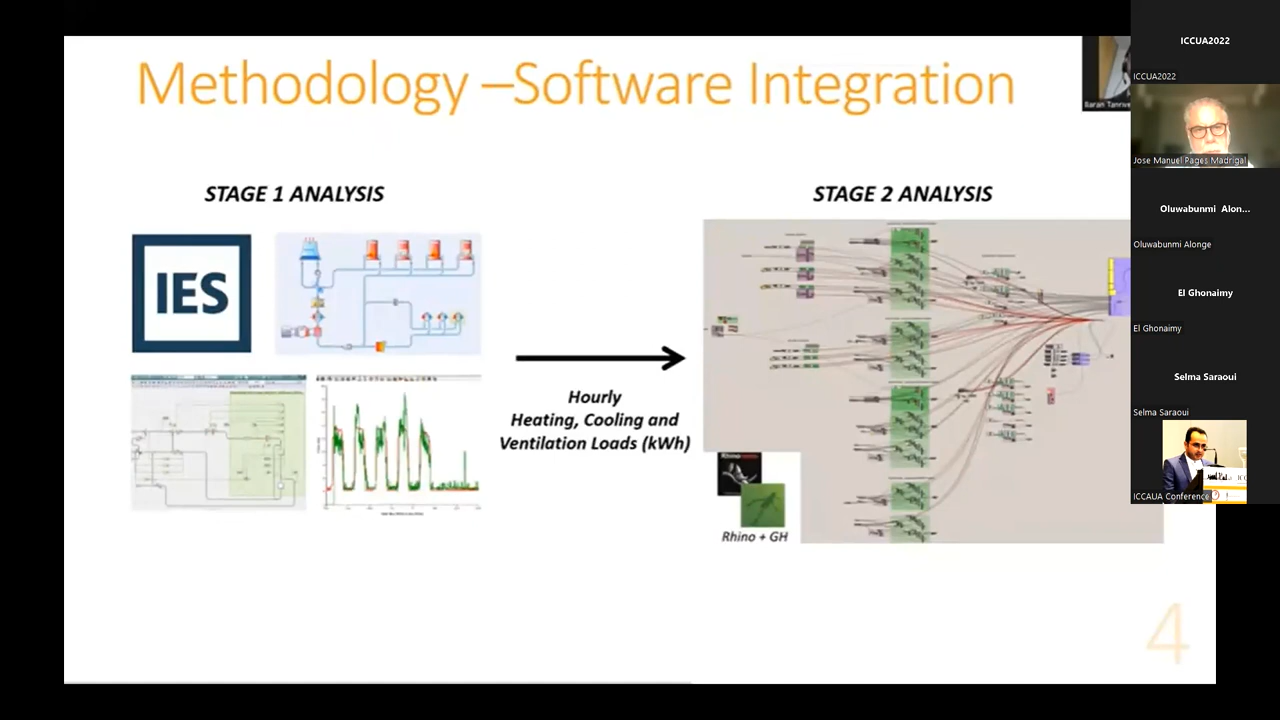 Methodology –Software Integration
STAGE 1 ANALYSIS
IES
Hourly
Heating, Cooling and
Ventilation Loads (kWh)
STAGE 2 ANALYSIS
Rhino + GH
4
ICCUA2022
ICCUA2022
Jose Manuel Pages Madrigal
Oluwabunmi Alon...
Oluwabunmi Alonge
El Ghonaimy
El Ghonaimy
Selma Saraoui
Selma Saraoui
ICCAUA Conference